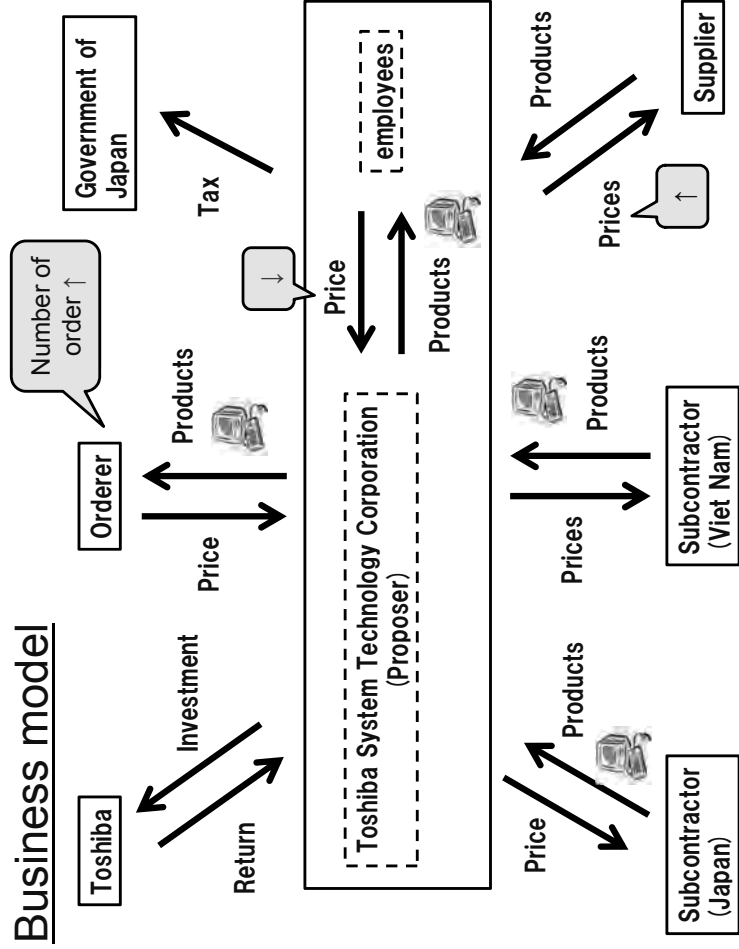 Business model
Toshiba
Investment
Return
Orderer
Price
Products
Number of
order ↑
Government of
Japan
Tax
Toshiba System Technology Corporation
(Proposer)
↓
Price
Products
employees
Subcontractor
(Japan)
Price
Products
Subcontractor
(Viet Nam)
Prices
Products
Supplier
Prices
↑
Products